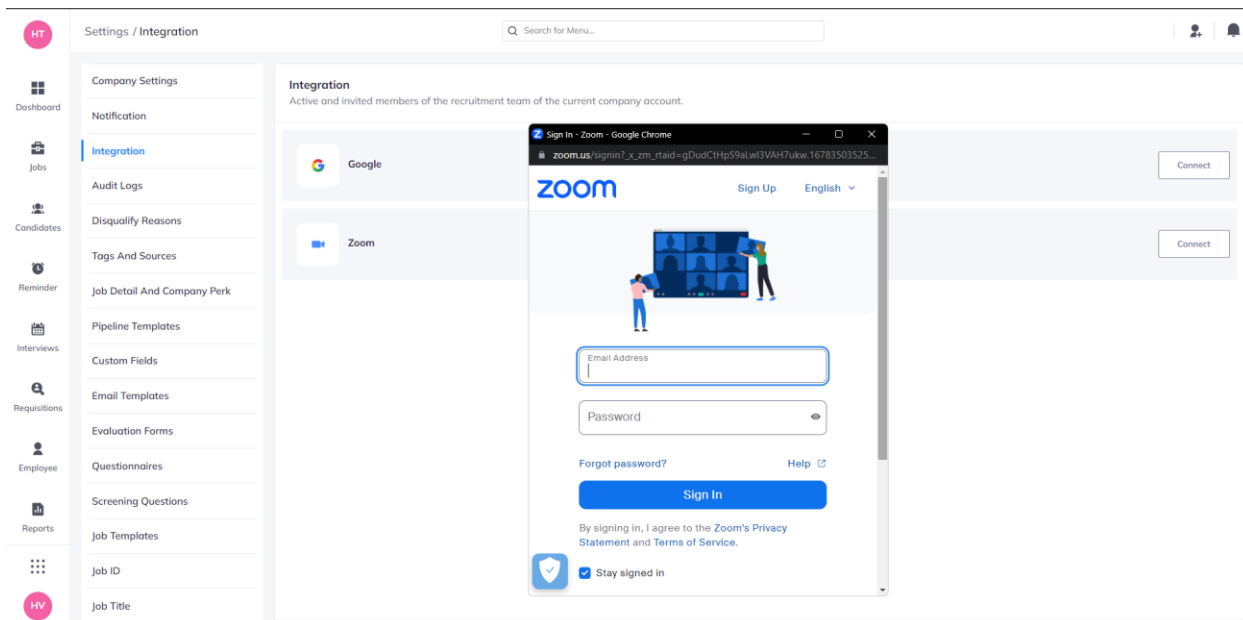 HT
Settings / Integration
Search for Menu...
Dashboard
Jobs
Candidates
Reminder
Interviews
Requisitions
Employee
Reports
HV
Company Settings
Notification
Integration
Audit Logs
Disqualify Reasons
Tags And Sources
Job Detail And Company Perk
Pipeline Templates
Custom Fields
Email Templates
Evaluation Forms
Questionnaires
Screening Questions
Job Templates
Job ID
Job Title
Integration
Active and invited members of the recruitment team of the current company account.
Google
Connect
Zoom
Connect
Sign In - Zoom - Google Chrome
zoom.us/signin?_x_zm_rtaid=gDudCtHpS9aLwl3VAH7ukw.16783503525...
zoom
Sign Up
English
Email Address
Password
Forgot password?
Help
Sign In
By signing in, I agree to the Zoom's Privacy
Statement and Terms of Service.
Stay signed in